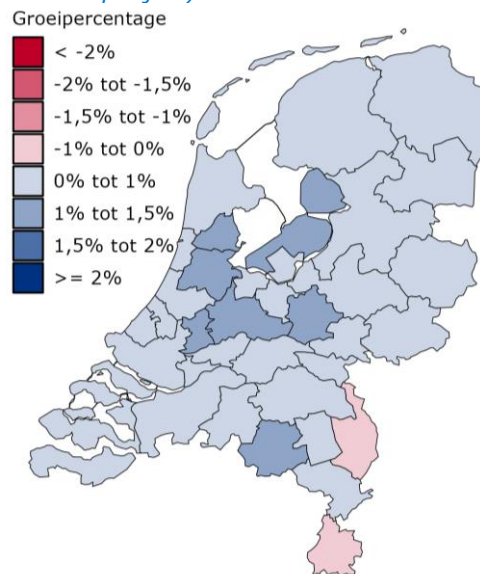 Groeipercentage
< -2%
-2% tot -1,5%
-1,5% tot -1%
-1% tot 0%
0% tot 1%
1% tot 1,5%
1,5% tot 2%
>= 2%